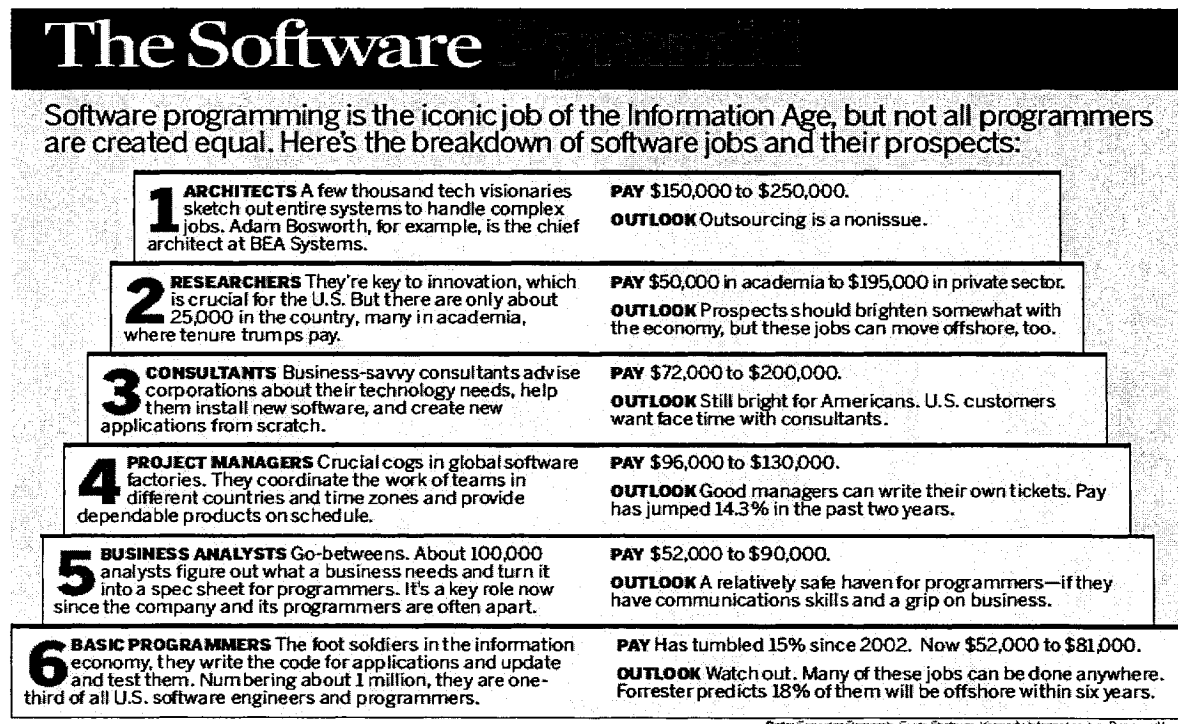 The Software Pyramid
Software programming is the iconic job of the Information Age, but not all programmers
are created equal. Here's the breakdown of software jobs and their prospects:
1 ARCHITECTS A few thousand tech visionaries
sketch out entire systems to handle complex
jobs. Adam Bosworth, for example, is the chief
architect at BEA Systems.
PAY $150,000 to $250,000.
OUTLOOK Outsourcing is a nonissue.
2 RESEARCHERS They're key to innovation, which
is crucial for the U.S. But there are only about
25,000 in the country, many in academia,
where tenure trumps pay.
PAY $50,000 in academia to $195,000 in private sector.
OUTLOOK Prospects should brighten somewhat with
the economy, but these jobs can move offshore, too.
3 CONSULTANTS Business-savvy consultants advise
corporations about their technology needs, help
them install new software, and create new
applications from scratch.
PAY $72,000 to $200,000.
OUTLOOK Still bright for Americans. U.S. customers
want face time with consultants.
4 PROJECT MANAGERS Crucial cogs in global software
factories. They coordinate the work of teams in
different countries and time zones and provide
dependable products on schedule.
PAY $96,000 to $130,000.
OUTLOOK Good managers can write their own tickets. Pay
has jumped 14.3% in the past two years.
5 BUSINESS ANALYSTS Go-betweens. About 100,000
analysts figure out what a business needs and turn it
into a spec sheet for programmers. It's a key role now
since the company and its programmers are often apart.
PAY $52,000 to $90,000.
OUTLOOK A relatively safe haven for programmers—if they
have communications skills and a grip on business.
6 BASIC PROGRAMMERS The foot soldiers in the information
economy, they write the code for applications and update
and test them. Numbering about 1 million, they are one-
third of all U.S. software engineers and programmers.
PAY Has tumbled 15% since 2002. Now $52,000 to $81,000.
OUTLOOK Watch out. Many of these jobs can be done anywhere.
Forrester predicts 18% of them will be offshore within six years.